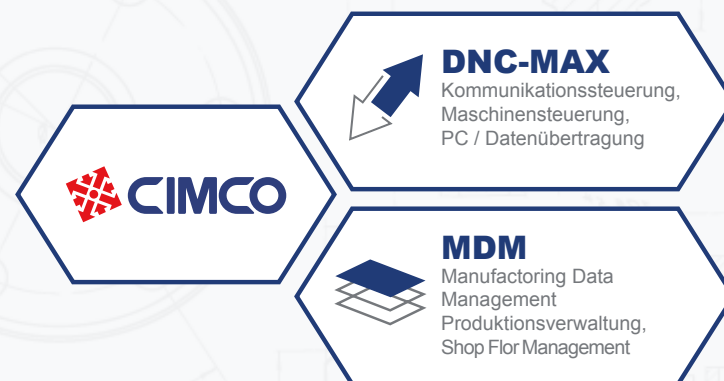 CIMCO
DNC-MAX
Kommunikationssteuerung,
Maschinensteuerung,
PC / Datenübertragung
MDM
Manufactoring Data
Management
Produktionsverwaltung,
Shop Flor Management